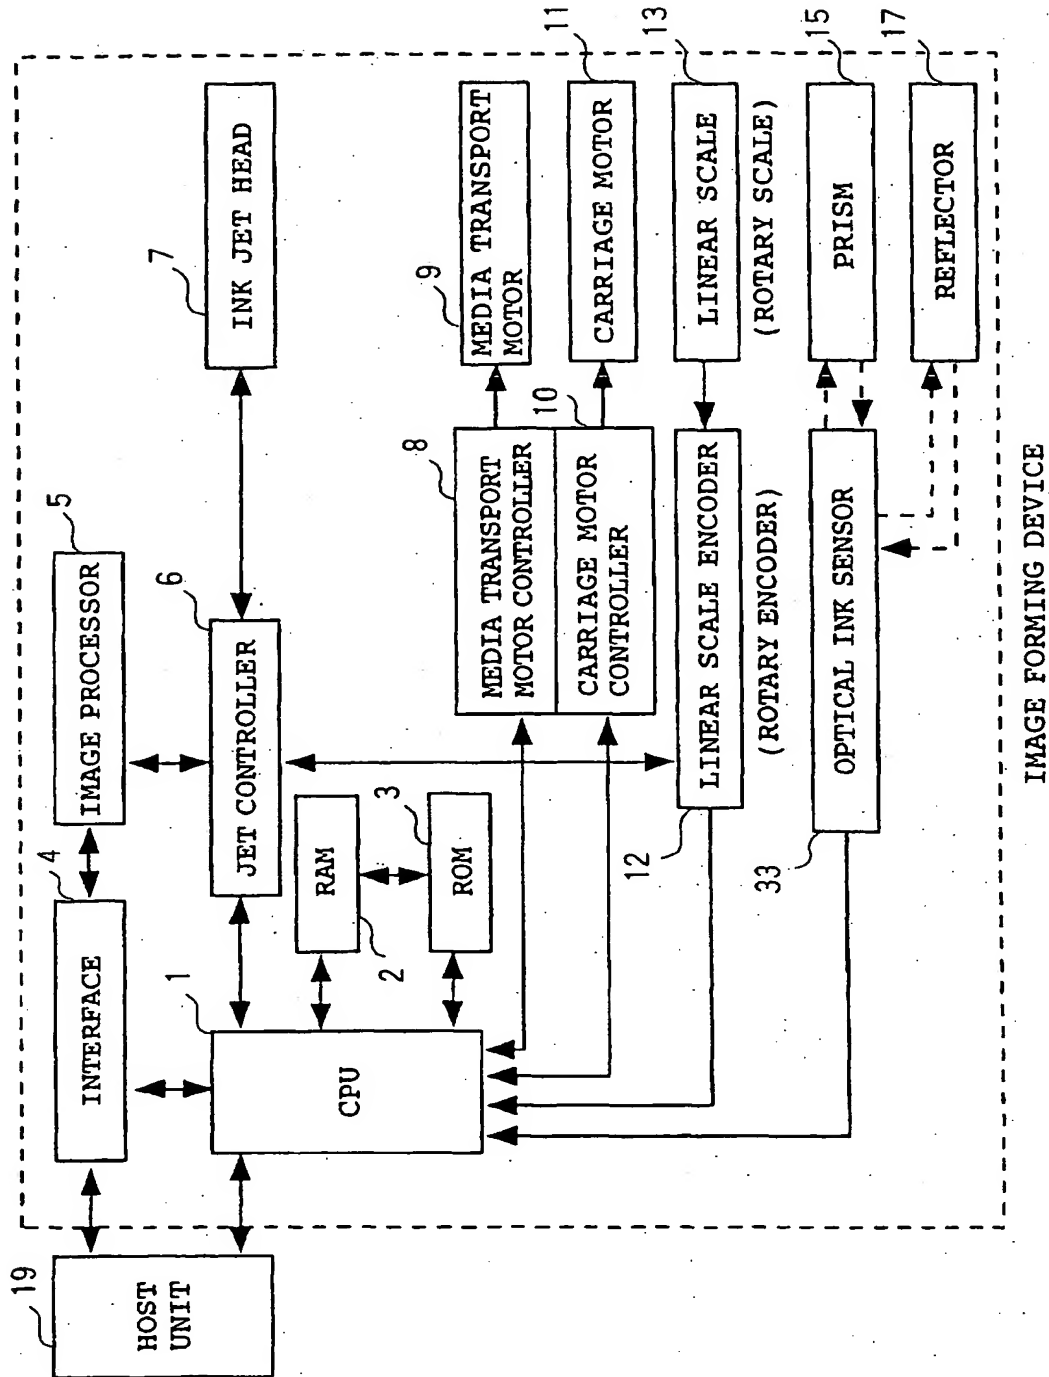 19
HOST
UNIT
INTERFACE
4
IMAGE PROCESSOR
5
1
CPU
JET CONTROLLER
6
INK JET HEAD
7
RAM
2
ROM
3
MEDIA TRANSPORT
MOTOR CONTROLLER
8
MEDIA TRANSPORT
MOTOR
9
CARRIAGE MOTOR
CONTROLLER
10
CARRIAGE MOTOR
11
LINEAR SCALE ENCODER
(ROTARY ENCODER)
12
LINEAR SCALE
(ROTARY SCALE)
13
OPTICAL INK SENSOR
33
PRISM
15
REFLECTOR
17
IMAGE FORMING DEVICE